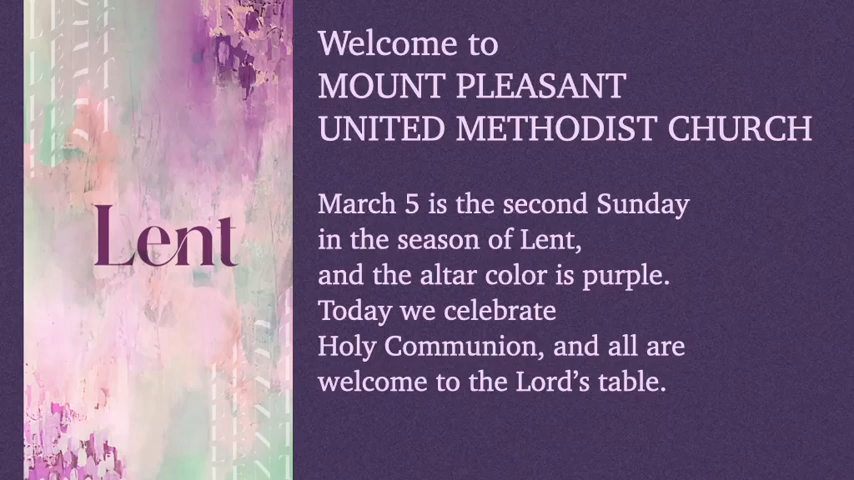 Lent
Welcome to
MOUNT PLEASANT
UNITED METHODIST CHURCH
March 5 is the second Sunday
in the season of Lent,
and the altar color is purple.
Today we celebrate
Holy Communion, and all are
welcome to the Lord’s table.